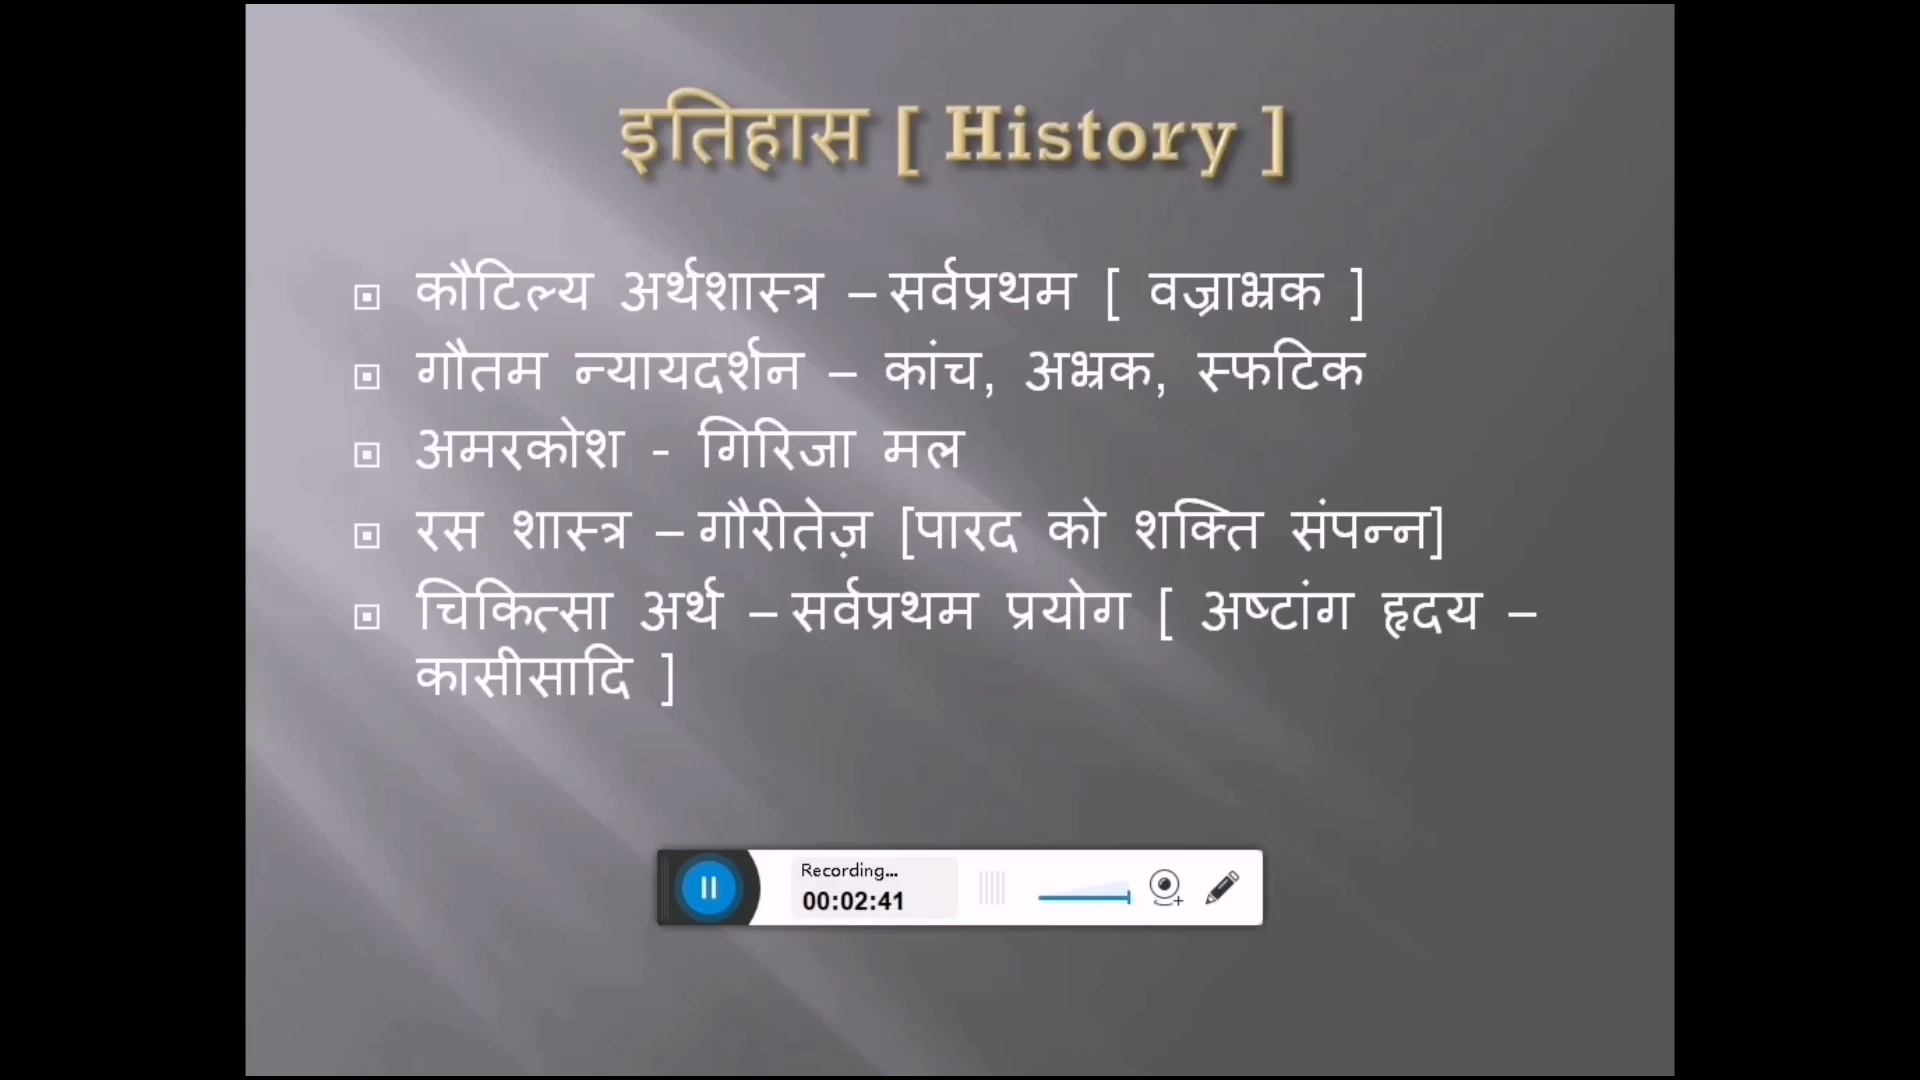 इतिहास [ History ]
कौटिल्य अर्थशास्त्र – सर्वप्रथम [ वज्राभ्रक ]
गौतम न्यायदर्शन – कांच, अभ्रक, स्फटिक
अमरकोश - गिरिजा मल
रस शास्त्र – गौरीतेज़ [पारद को शक्ति संपन्न]
चिकित्सा अर्थ – सर्वप्रथम प्रयोग [ अष्टांग हृदय –
कासीसादि ]
Recording...
00:02:41